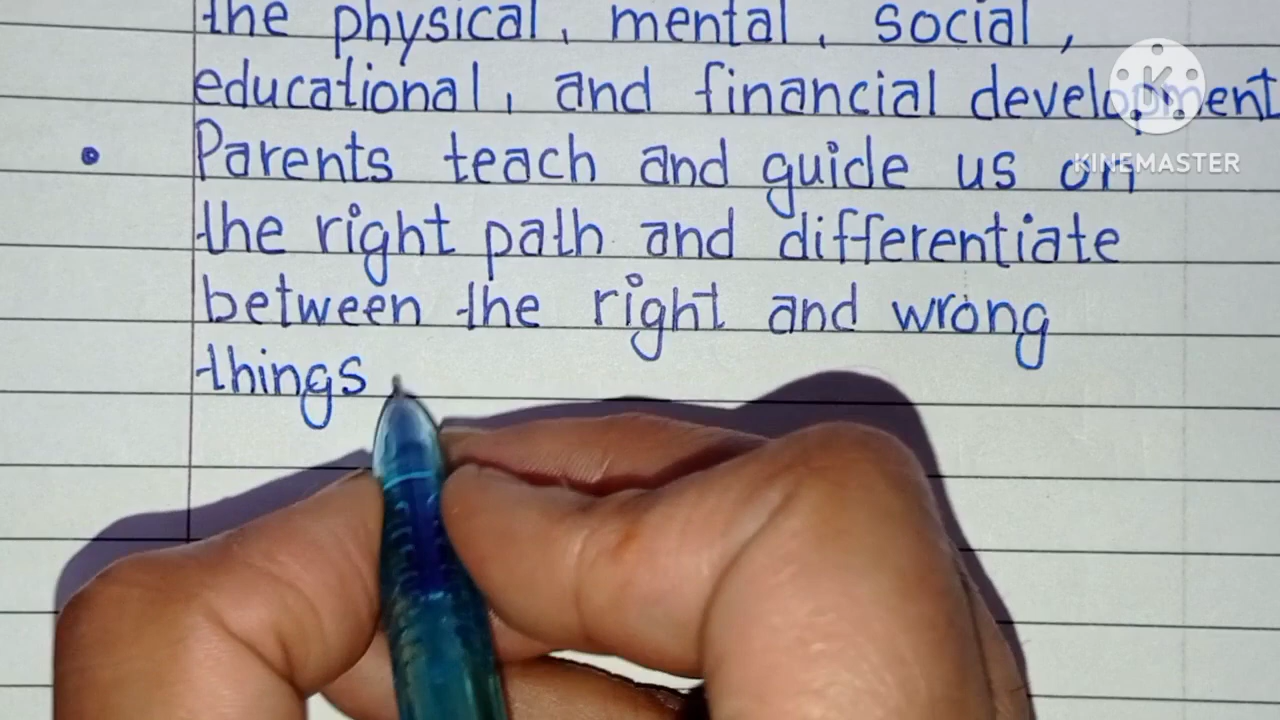 the physical, mental, social,
educational, and financial development
• Parents teach and guide us on
the right path and differentiate
between the right and wrong
things
K
KINEMASTER